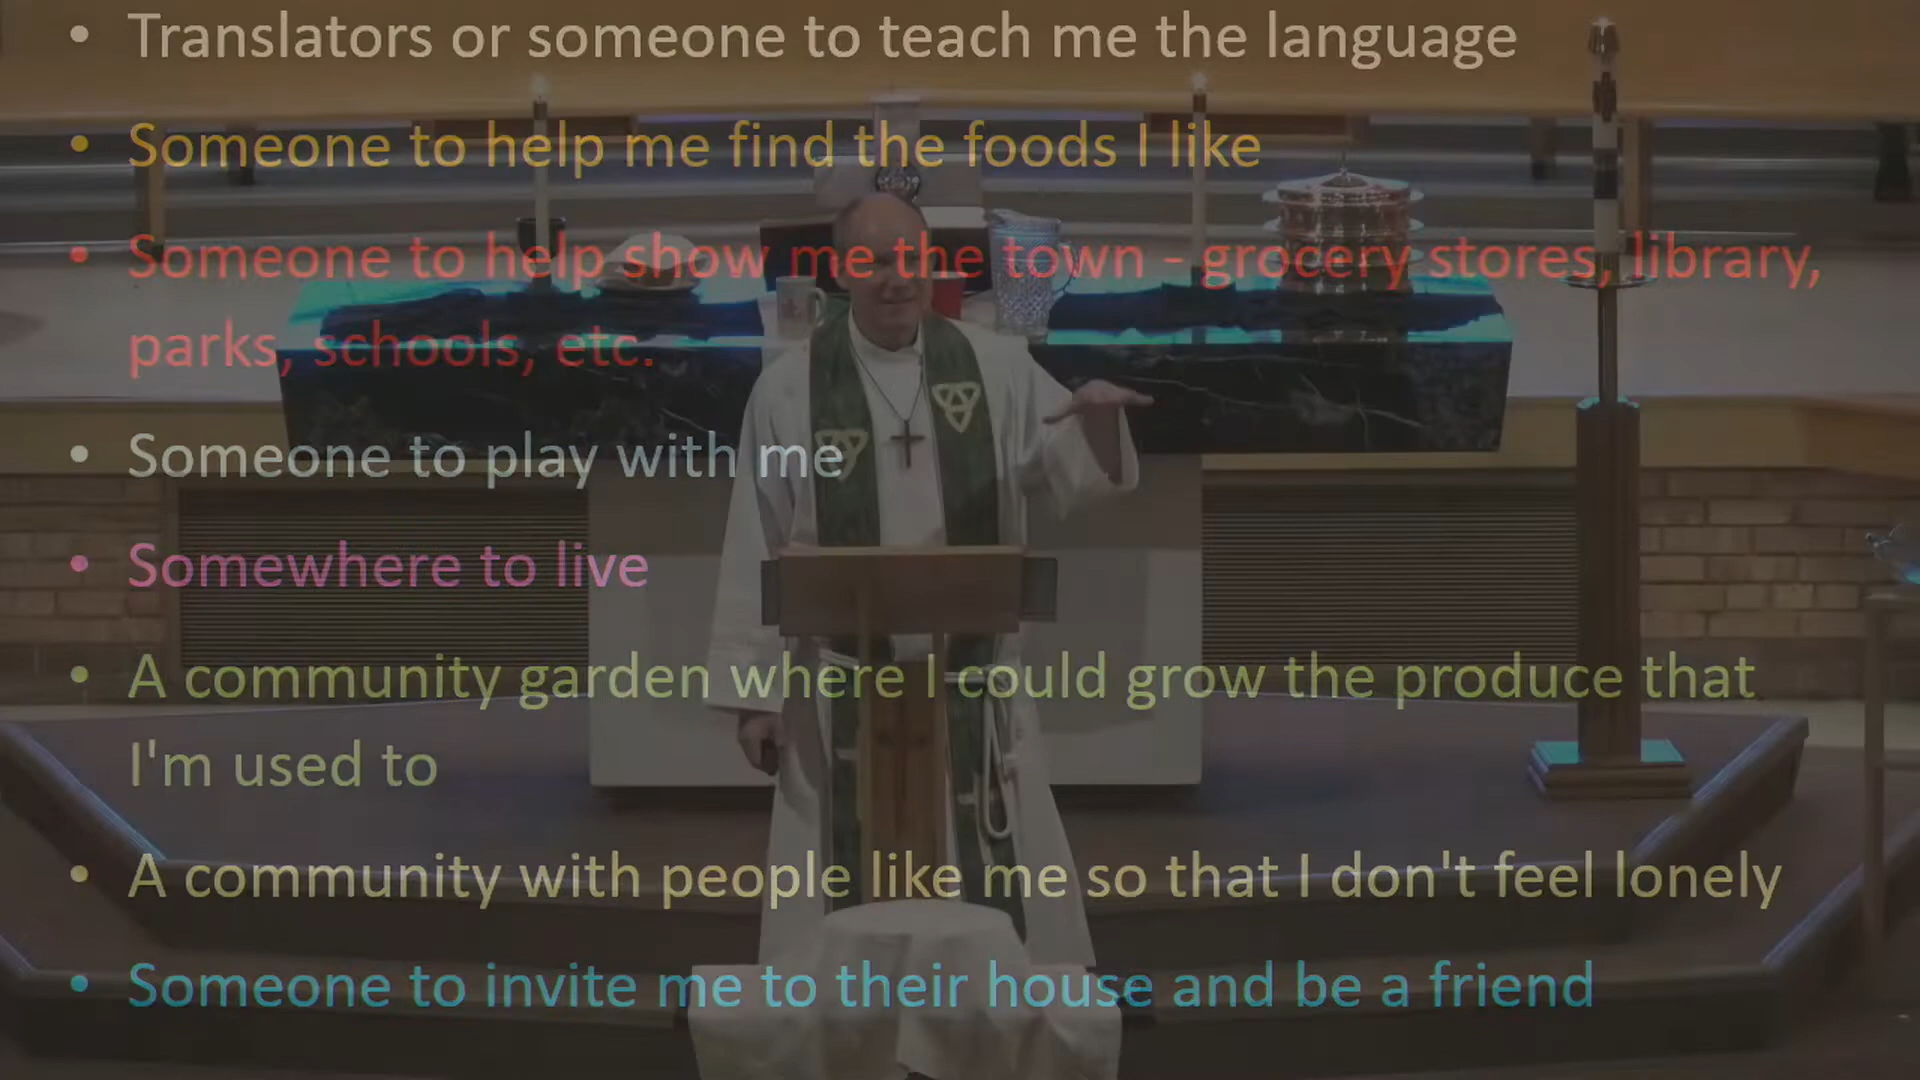 • Translators or someone to teach me the language
• Someone to help me find the foods I like
• Someone to help show me the town - grocery stores, library,
parks, schools, etc.
• Someone to play with me
• Somewhere to live
• A community garden where I could grow the produce that
I'm used to
• A community with people like me so that I don't feel lonely
• Someone to invite me to their house and be a friend